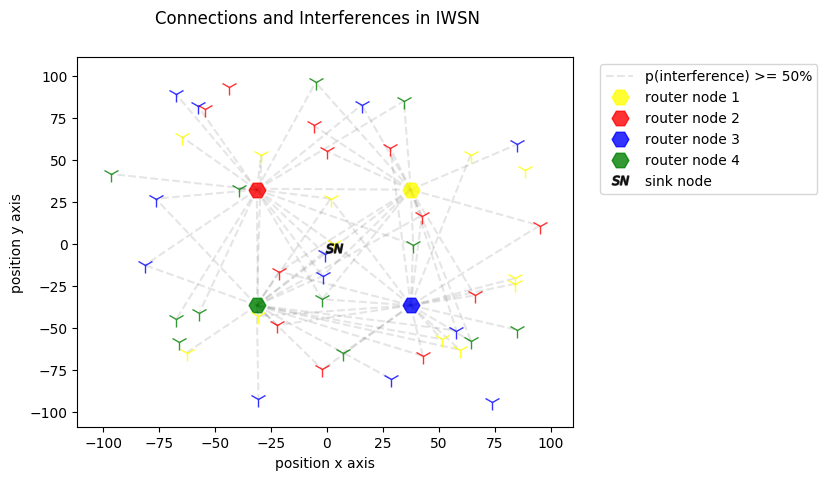 Connections and Interferences in IWSN
p(interference) >= 50%
router node 1
router node 2
router node 3
router node 4
SN sink node
position y axis
100
75
50
25
0
−25
−50
−75
−100
SN
−100 −75 −50 −25 0 25 50 75 100
position x axis